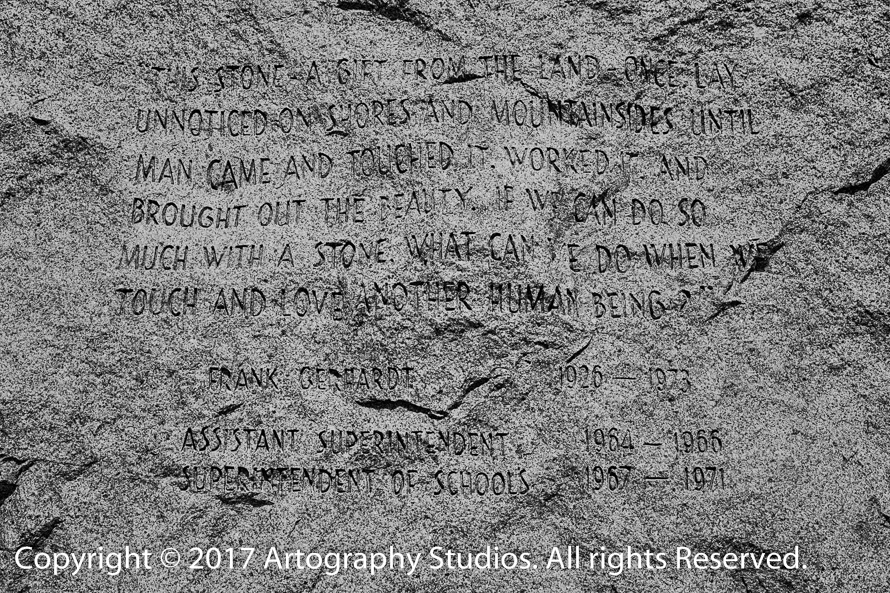 "THIS STONE – A GIFT FROM THE LAND – ONCE LAY
UNNOTICED ON SHORES AND MOUNTAINSIDES UNTIL
MAN CAME AND TOUCHED IT, WORKED IT, AND
BROUGHT OUT THE BEAUTY. IF WE CAN DO SO
MUCH WITH A STONE, WHAT CAN WE DO WHEN WE
TOUCH AND LOVE ANOTHER HUMAN BEING?"
FRANK GERHARDT 1926 — 1973
ASSISTANT SUPERINTENDENT 1964 — 1966
SUPERINTENDENT OF SCHOOLS 1967 — 1971
Copyright © 2017 Artography Studios. All rights Reserved.